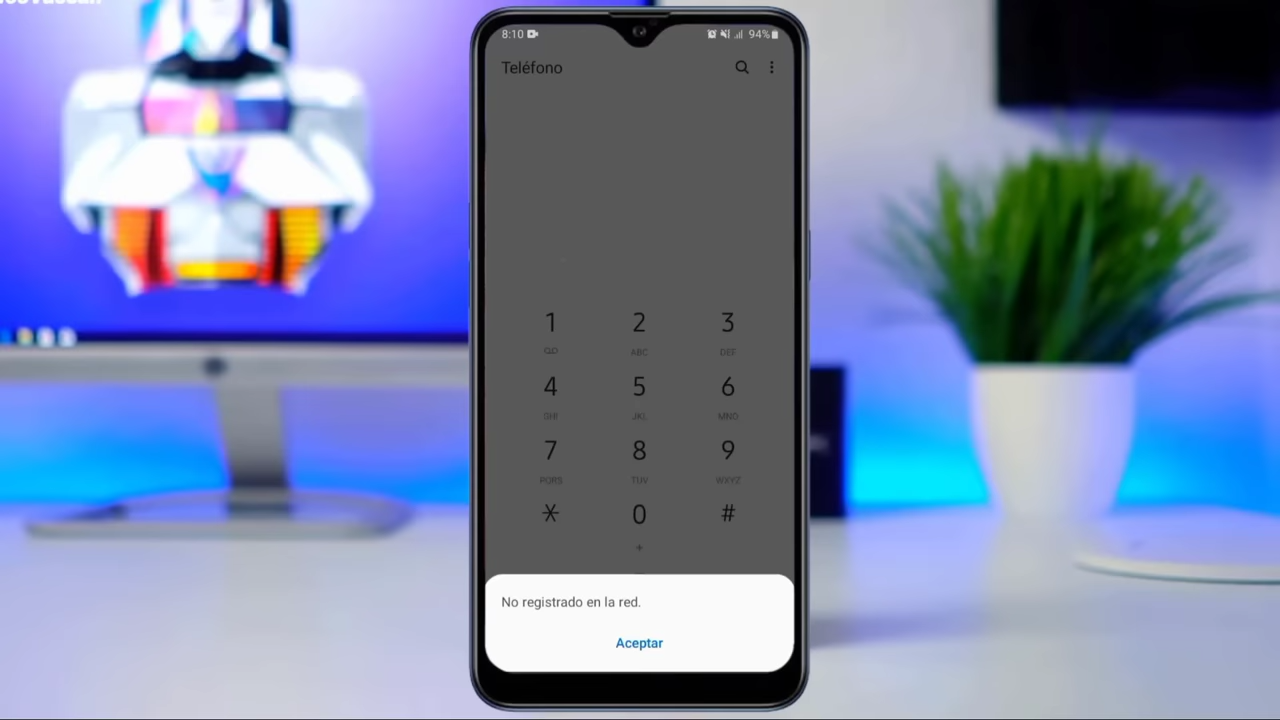 8:10
94%
Teléfono
1 2 3
ABC DEF
4 5 6
GHI JKL MNO
7 8 9
PQRS TUV WXYZ
* 0 #
+
No registrado en la red.
Aceptar